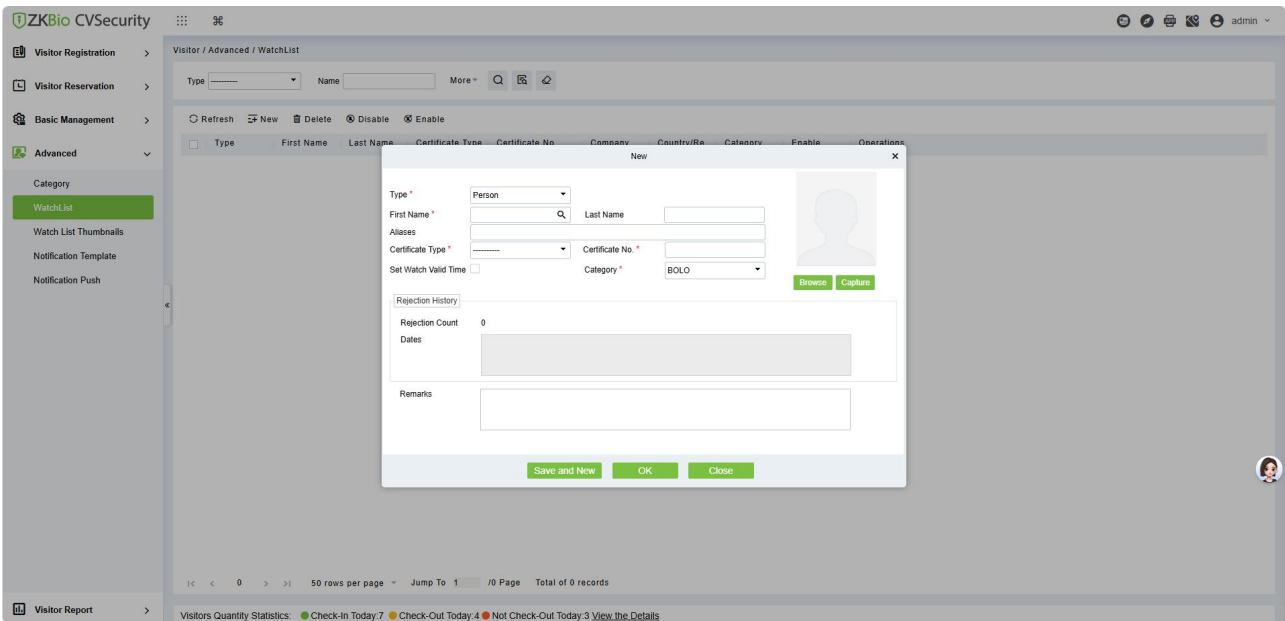 ZKBio CVSecurity
admin
Visitor Registration
Visitor Reservation
Basic Management
Advanced
Category
WatchList
Watch List Thumbnails
Notification Template
Notification Push
Visitor Report
Visitor / Advanced / WatchList
Type ---------- Name More
Refresh New Delete Disable Enable
Type First Name Last Name Certificate Type Certificate No. Company Country/Re Category Enable Operations
New
Type * Person
First Name * Last Name
Aliases
Certificate Type * ---------- Certificate No. *
Set Watch Valid Time Category * BOLO
Browse Capture
Rejection History
Rejection Count 0
Dates
Remarks
Save and New OK Close
0 50 rows per page Jump To 1 /0 Page Total of 0 records
Visitors Quantity Statistics: Check-In Today:7 Check-Out Today:4 Not Check-Out Today:3 View the Details